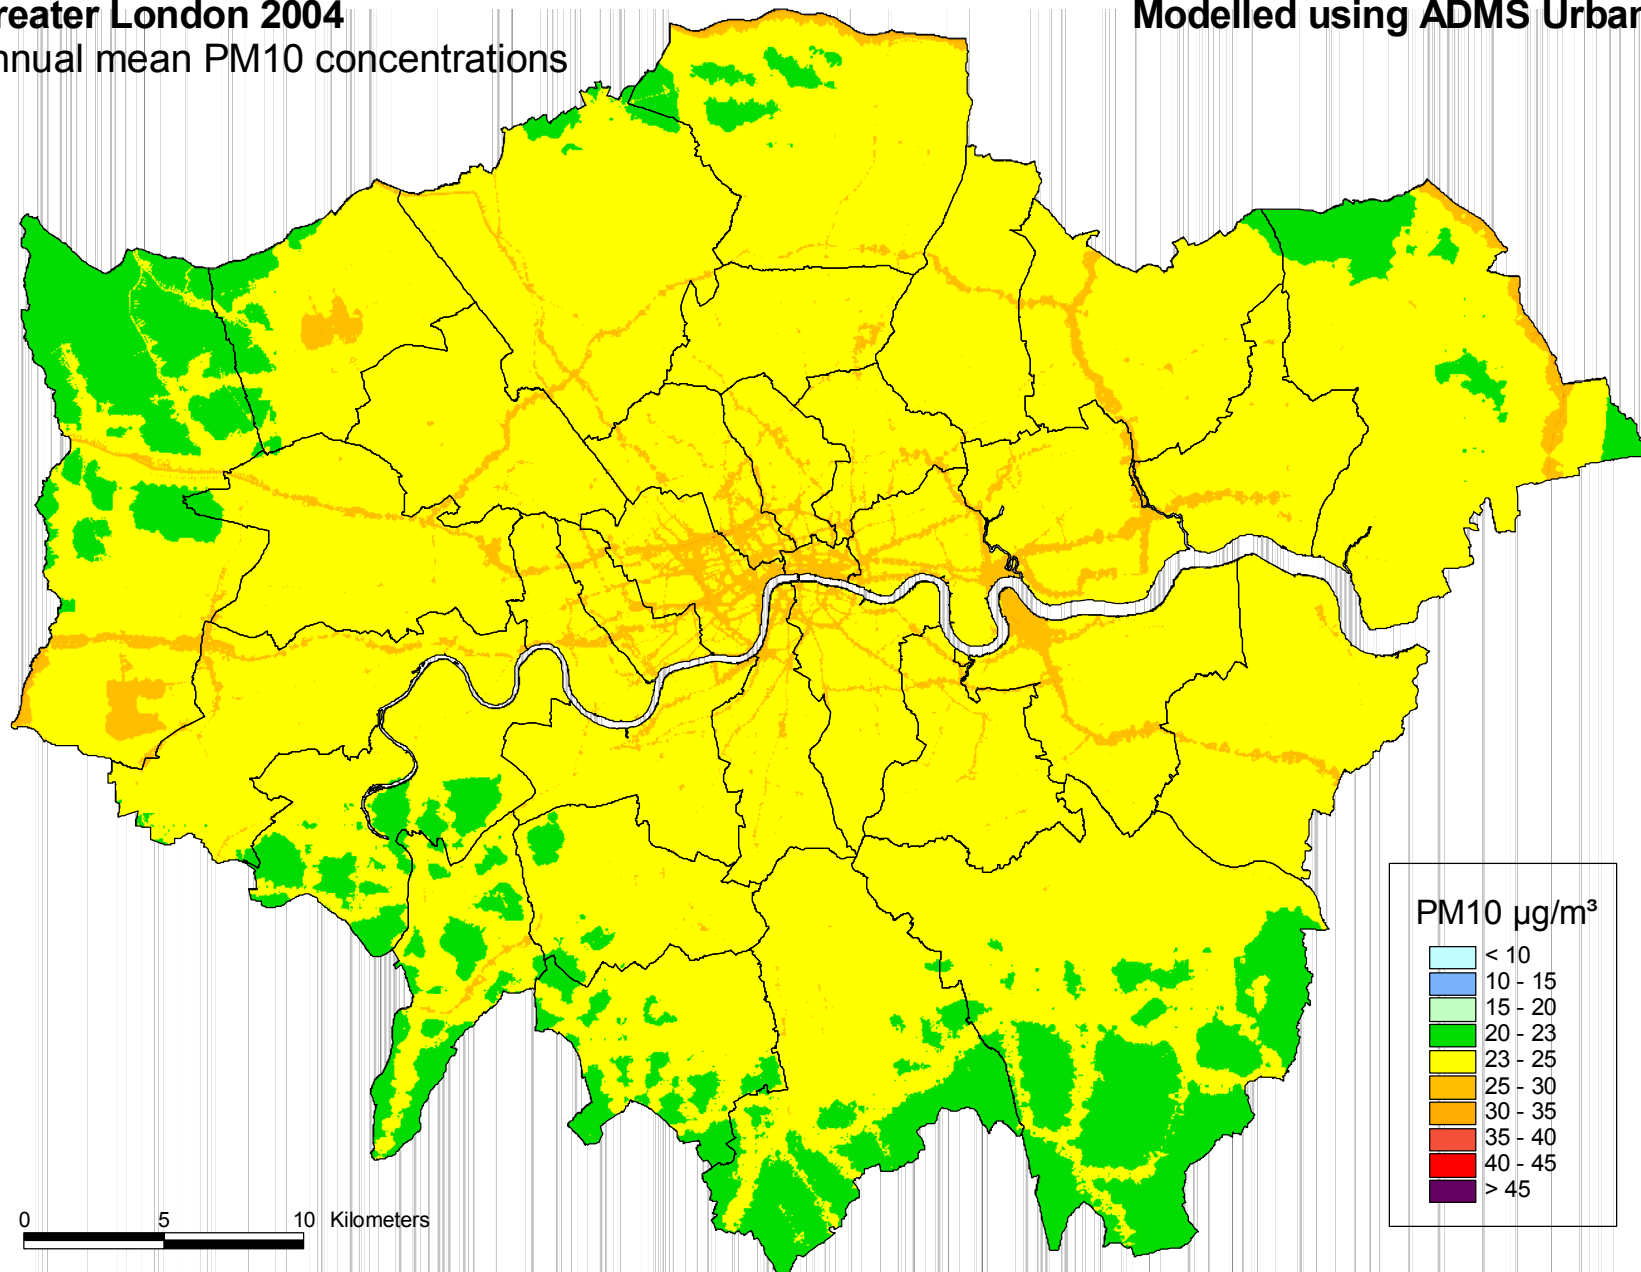 reater London 2004
nnual mean PM10 concentrations
Modelled using ADMS Urban
PM10 µg/m³
< 10
10 - 15
15 - 20
20 - 23
23 - 25
25 - 30
30 - 35
35 - 40
40 - 45
> 45
0 5 10 Kilometers